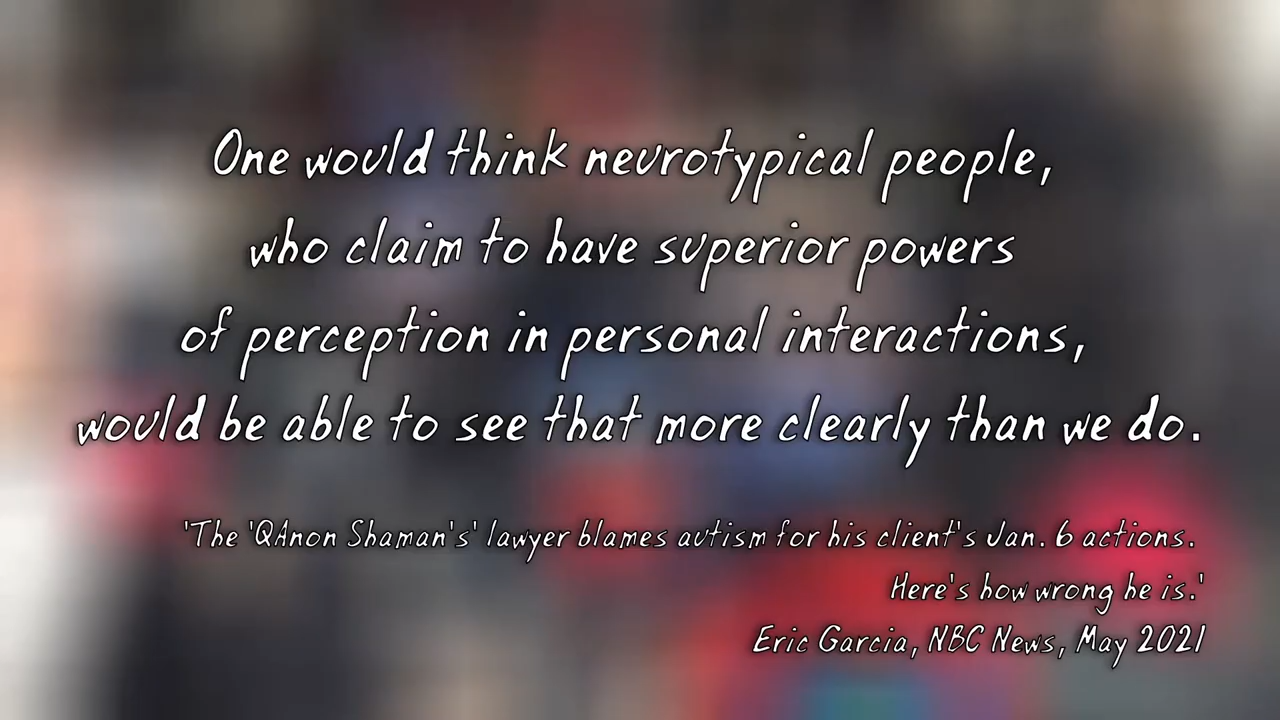 One would think neurotypical people,
who claim to have superior powers
of perception in personal interactions,
would be able to see that more clearly than we do.
'The 'QAnon Shaman's' lawyer blames autism for his client's Jan. 6 actions.
Here's how wrong he is.'
Eric Garcia, NBC News, May 2021